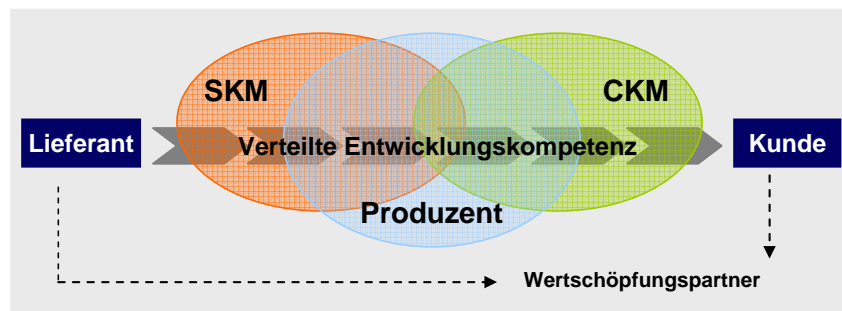 SKM
CKM
Lieferant
Verteilte Entwicklungskompetenz
Kunde
Produzent
Wertschöpfungspartner